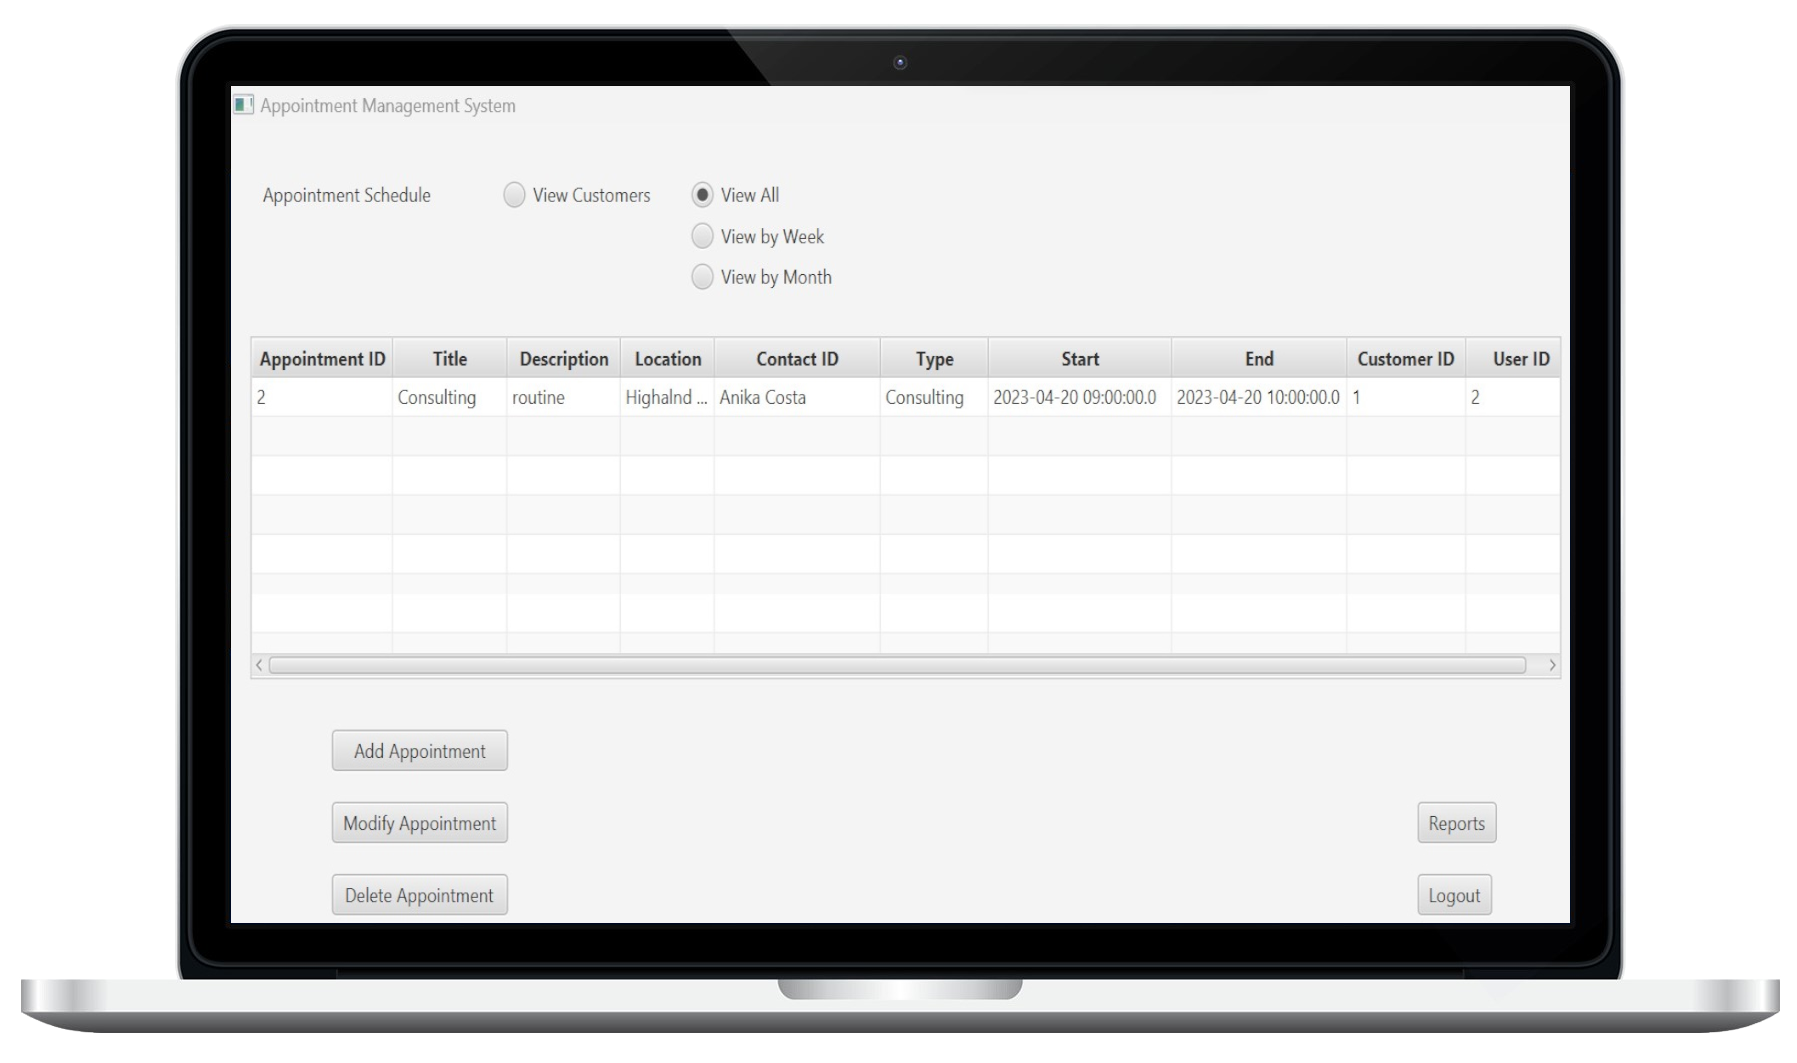 Appointment Management System
Appointment Schedule View Customers View All
View by Week
View by Month
Appointment ID Title Description Location Contact ID Type Start End Customer ID User ID
2 Consulting routine Highalnd ... Anika Costa Consulting 2023-04-20 09:00:00.0 2023-04-20 10:00:00.0 1 2
Add Appointment
Modify Appointment Reports
Delete Appointment Logout